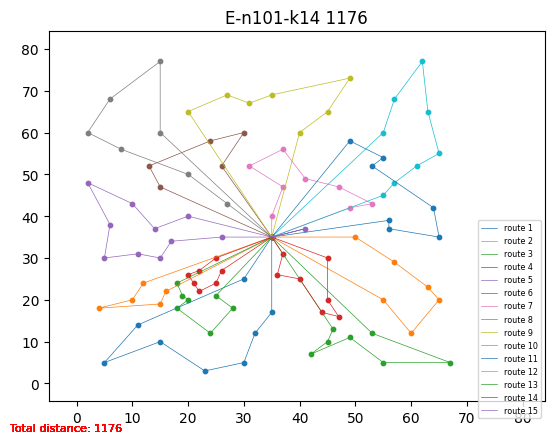 E-n101-k14 1176
80
70
60
50
40
30
20
10
0
route 1
route 2
route 3
route 4
route 5
route 6
route 7
route 8
route 9
route 10
route 11
route 12
route 13
route 14
route 15
0 10 20 30 40 50 60 70 80
Total distance: 1176